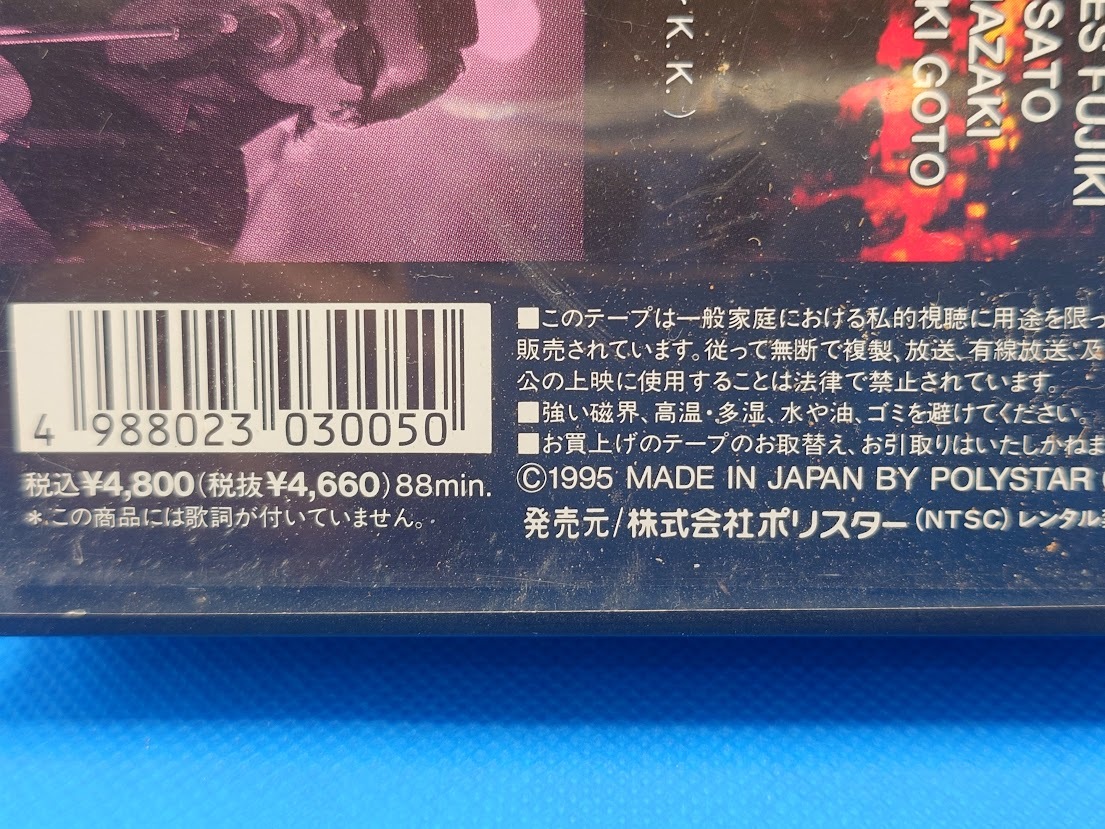 K. K. )
ES FUJIKI
SATO
AZAKI
KI GOTO
4 988023 030050
税込¥4,800(税抜¥4,660)88min.
*この商品には歌詞が付いていません。
■このテープは一般家庭における私的視聴に用途を限っ
販売されています。従って無断で複製、放送、有線放送、及
公の上映に使用することは法律で禁止されています。
■強い磁界、高温・多湿、水や油、ゴミを避けてください。
■お買上げのテープのお取替え、お引取りはいたしかねま
©1995 MADE IN JAPAN BY POLYSTAR
発売元/株式会社ポリスター(NTSC)レンタル